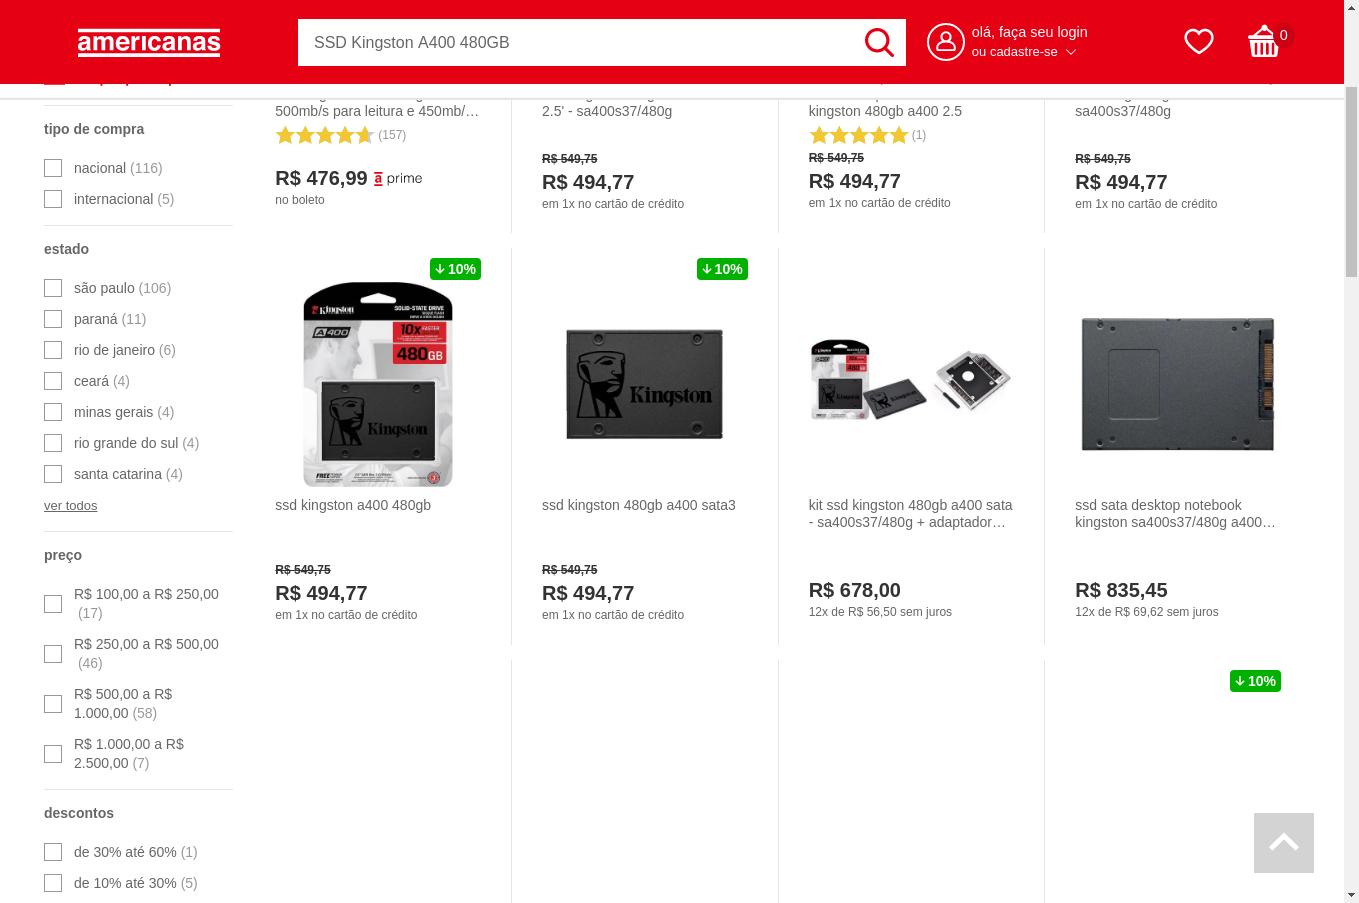 americanas
SSD Kingston A400 480GB
olá, faça seu login
ou cadastre-se
0
tipo de compra
nacional (116)
internacional (5)
estado
são paulo (106)
paraná (11)
rio de janeiro (6)
ceará (4)
minas gerais (4)
rio grande do sul (4)
santa catarina (4)
ver todos
preço
R$ 100,00 a R$ 250,00
(17)
R$ 250,00 a R$ 500,00
(46)
R$ 500,00 a R$
1.000,00 (58)
R$ 1.000,00 a R$
2.500,00 (7)
descontos
de 30% até 60% (1)
de 10% até 30% (5)
500mb/s para leitura e 450mb/…
(157)
R$ 476,99 a prime
no boleto
2.5' - sa400s37/480g
R$ 549,75
R$ 494,77
em 1x no cartão de crédito
kingston 480gb a400 2.5
(1)
R$ 549,75
R$ 494,77
em 1x no cartão de crédito
sa400s37/480g
R$ 549,75
R$ 494,77
em 1x no cartão de crédito
10%
Kingston
SOLID-STATE DRIVE
A400
10x FASTER
480GB
Kingston
FREE
ssd kingston a400 480gb
R$ 549,75
R$ 494,77
em 1x no cartão de crédito
10%
Kingston
ssd kingston 480gb a400 sata3
R$ 549,75
R$ 494,77
em 1x no cartão de crédito
kit ssd kingston 480gb a400 sata
- sa400s37/480g + adaptador…
R$ 678,00
12x de R$ 56,50 sem juros
ssd sata desktop notebook
kingston sa400s37/480g a400…
R$ 835,45
12x de R$ 69,62 sem juros
10%